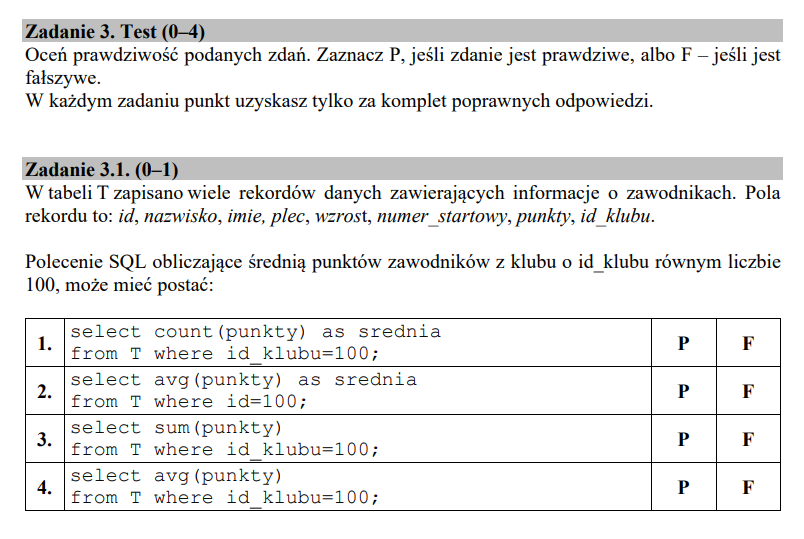 Zadanie 3. Test (0–4)
Oceń prawdziwość podanych zdań. Zaznacz P, jeśli zdanie jest prawdziwe, albo F – jeśli jest
fałszywe.
W każdym zadaniu punkt uzyskasz tylko za komplet poprawnych odpowiedzi.
Zadanie 3.1. (0–1)
W tabeli T zapisano wiele rekordów danych zawierających informacje o zawodnikach. Pola
rekordu to: id, nazwisko, imie, plec, wzrost, numer_startowy, punkty, id_klubu.
Polecenie SQL obliczające średnią punktów zawodników z klubu o id_klubu równym liczbie
100, może mieć postać:
1. select count(punkty) as srednia P F
from T where id_klubu=100;
2. select avg(punkty) as srednia P F
from T where id=100;
3. select sum(punkty) P F
from T where id_klubu=100;
4. select avg(punkty) P F
from T where id_klubu=100;